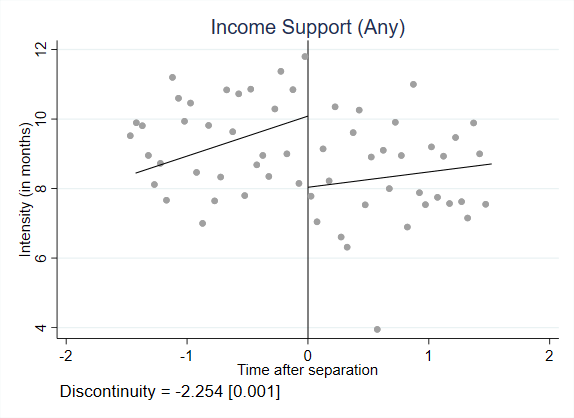 Income Support (Any)
Intensity (in months)
12
10
8
6
4
-2 -1 0 1 2
Time after separation
Discontinuity = -2.254 [0.001]